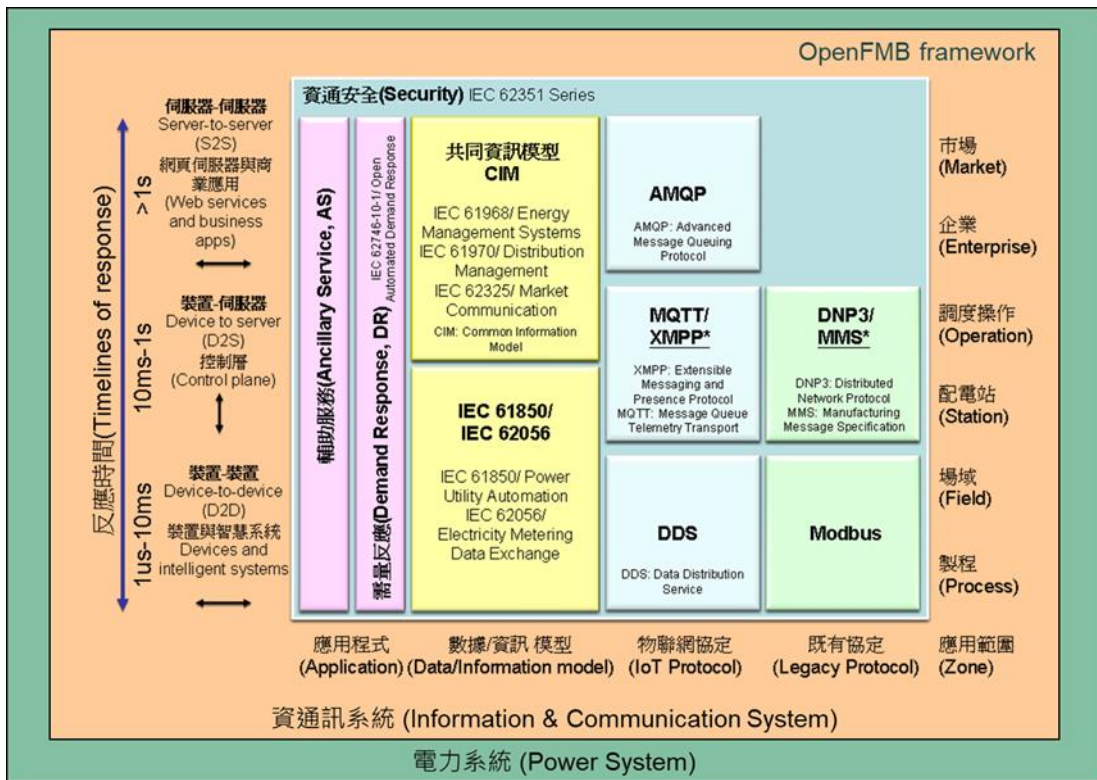 OpenFMB framework
資通安全(Security) IEC 62351 Series
反應時間(Timelines of response)
>1s
10ms-1s
1us-10ms
伺服器-伺服器
Server-to-server
(S2S)
網頁伺服器與商
業應用
(Web services
and business
apps)
裝置-伺服器
Device to server
(D2S)
控制層
(Control plane)
裝置-裝置
Device-to-device
(D2D)
裝置與智慧系統
Devices and
intelligent systems
輔助服務(Ancillary Service, AS)
需量反應(Demand Response, DR)
IEC 62746-10-1/ Open
Automated Demand Response
共同資訊模型
CIM
IEC 61968/ Energy
Management Systems
IEC 61970/ Distribution
Management
IEC 62325/ Market
Communication
CIM: Common Information
Model
IEC 61850/
IEC 62056
IEC 61850/ Power
Utility Automation
IEC 62056/
Electricity Metering
Data Exchange
AMQP
AMQP: Advanced
Message Queuing
Protocol
MQTT/
XMPP*
XMPP: Extensible
Messaging and
Presence Protocol
MQTT: Message Queue
Telemetry Transport
DDS
DDS: Data Distribution
Service
DNP3/
MMS*
DNP3: Distributed
Network Protocol
MMS: Manufacturing
Message Specification
Modbus
市場
(Market)
企業
(Enterprise)
調度操作
(Operation)
配電站
(Station)
場域
(Field)
製程
(Process)
應用程式
(Application)
數據/資訊 模型
(Data/Information model)
物聯網協定
(IoT Protocol)
既有協定
(Legacy Protocol)
應用範圍
(Zone)
資通訊系統 (Information & Communication System)
電力系統 (Power System)